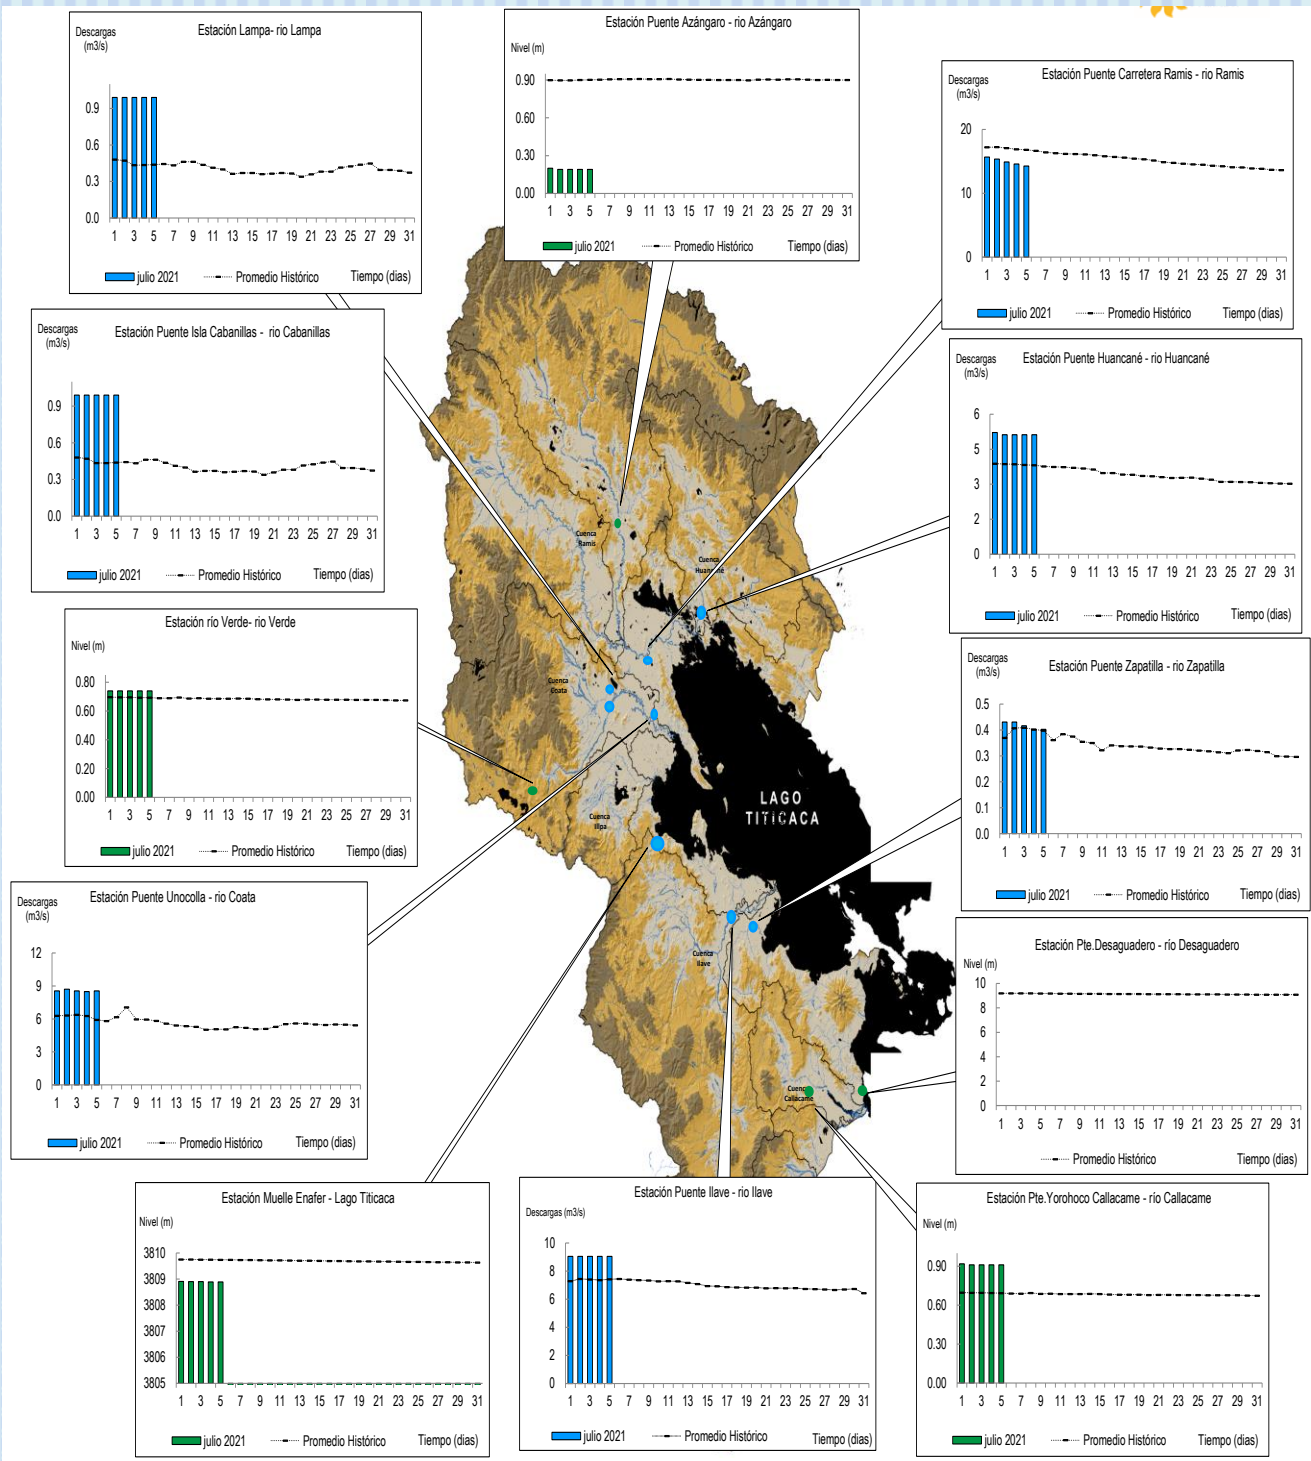 Estación Lampa- rio Lampa
Descargas
(m3/s)
0.9
0.6
0.3
0.0
1 3 5 7 9 11 13 15 17 19 21 23 25 27 29 31
julio 2021 Promedio Histórico Tiempo (dias)
Estación Puente Azángaro - rio Azángaro
Nivel (m)
0.90
0.60
0.30
0.00
1 3 5 7 9 11 13 15 17 19 21 23 25 27 29 31
julio 2021 Promedio Histórico Tiempo (dias)
Estación Puente Carretera Ramis - rio Ramis
Descargas
(m3/s)
20
10
0
1 3 5 7 9 11 13 15 17 19 21 23 25 27 29 31
julio 2021 Promedio Histórico Tiempo (dias)
Estación Puente Isla Cabanillas - rio Cabanillas
Descargas
(m3/s)
0.9
0.6
0.3
0.0
1 3 5 7 9 11 13 15 17 19 21 23 25 27 29 31
julio 2021 Promedio Histórico Tiempo (dias)
Estación Puente Huancané - rio Huancané
Descargas
(m3/s)
6
5
3
2
0
1 3 5 7 9 11 13 15 17 19 21 23 25 27 29 31
julio 2021 Promedio Histórico Tiempo (dias)
Estación río Verde- rio Verde
Nivel (m)
0.80
0.60
0.40
0.20
0.00
1 3 5 7 9 11 13 15 17 19 21 23 25 27 29 31
julio 2021 Promedio Histórico Tiempo (dias)
Estación Puente Zapatilla - rio Zapatilla
Descargas
(m3/s)
0.5
0.4
0.3
0.2
0.1
0.0
1 3 5 7 9 11 13 15 17 19 21 23 25 27 29 31
julio 2021 Promedio Histórico Tiempo (dias)
Cuenca
Ramis
Cuenca
Huancané
Cuenca
Coata
Cuenca
Illpa
LAGO
TITICACA
Cuenca
Ilave
Cuenca
Callacame
Estación Puente Unocolla - rio Coata
Descargas
(m3/s)
12
9
6
3
0
1 3 5 7 9 11 13 15 17 19 21 23 25 27 29 31
julio 2021 Promedio Histórico Tiempo (dias)
Estación Pte.Desaguadero - río Desaguadero
Nivel (m)
10
8
6
4
2
0
1 3 5 7 9 11 13 15 17 19 21 23 25 27 29 31
Promedio Histórico Tiempo (dias)
Estación Muelle Enafer - Lago Titicaca
Nivel (m)
3810
3809
3808
3807
3806
3805
1 3 5 7 9 11 13 15 17 19 21 23 25 27 29 31
julio 2021 Promedio Histórico Tiempo (dias)
Estación Puente Ilave - rio Ilave
Descargas (m3/s)
10
8
6
4
2
0
1 3 5 7 9 11 13 15 17 19 21 23 25 27 29 31
julio 2021 Promedio Histórico Tiempo (dias)
Estación Pte.Yorohoco Callacame - río Callacame
Nivel (m)
0.90
0.60
0.30
0.00
1 3 5 7 9 11 13 15 17 19 21 23 25 27 29 31
julio 2021 Promedio Histórico Tiempo (dias)